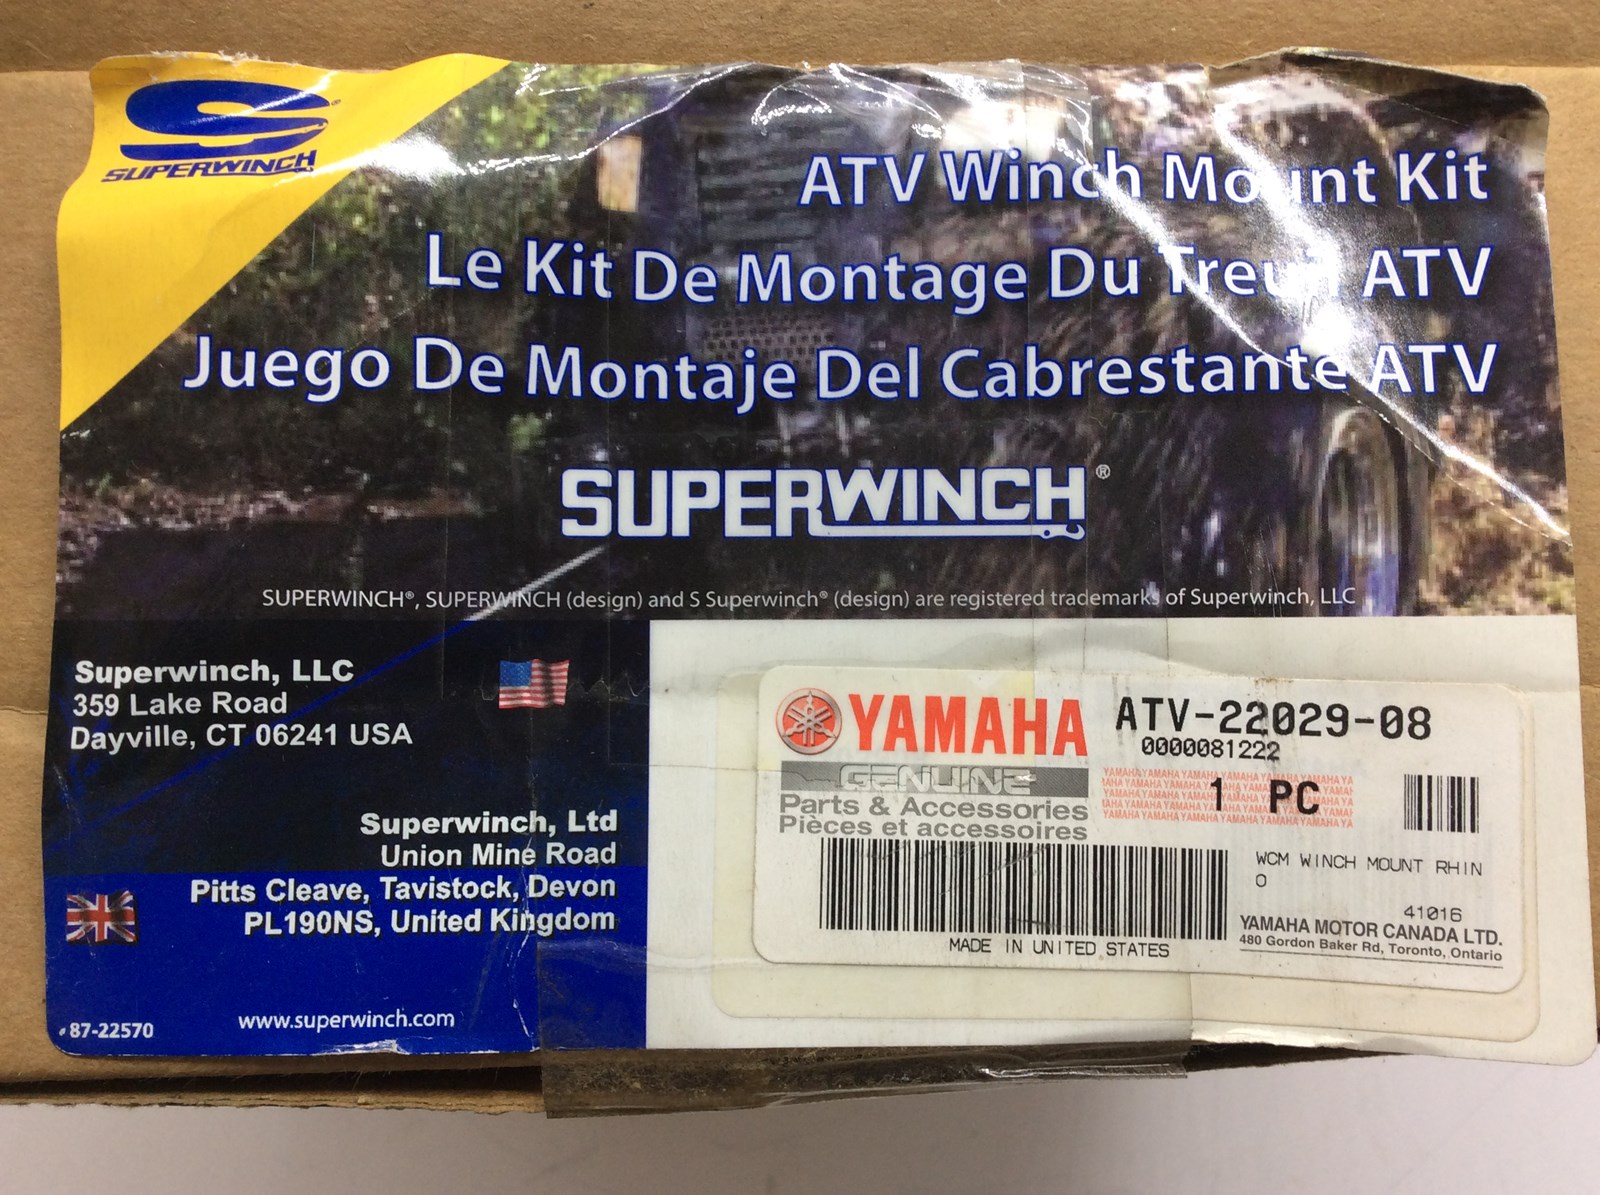 SUPERWINCH
ATV Winch Mount Kit
Le Kit De Montage Du Treuil ATV
Juego De Montaje Del Cabrestante ATV
SUPERWINCH®
SUPERWINCH®, SUPERWINCH (design) and S Superwinch® (design) are registered trademarks of Superwinch, LLC
Superwinch, LLC
359 Lake Road
Dayville, CT 06241 USA
Superwinch, Ltd
Union Mine Road
Pitts Cleave, Tavistock, Devon
PL190NS, United Kingdom
87-22570
www.superwinch.com
YAMAHA
GENUINE
Parts & Accessories
Pièces et accessoires
ATV-22029-08
0000081222
1 PC
WCM WINCH MOUNT RHIN
O
41016
MADE IN UNITED STATES
YAMAHA MOTOR CANADA LTD.
480 Gordon Baker Rd, Toronto, Ontario